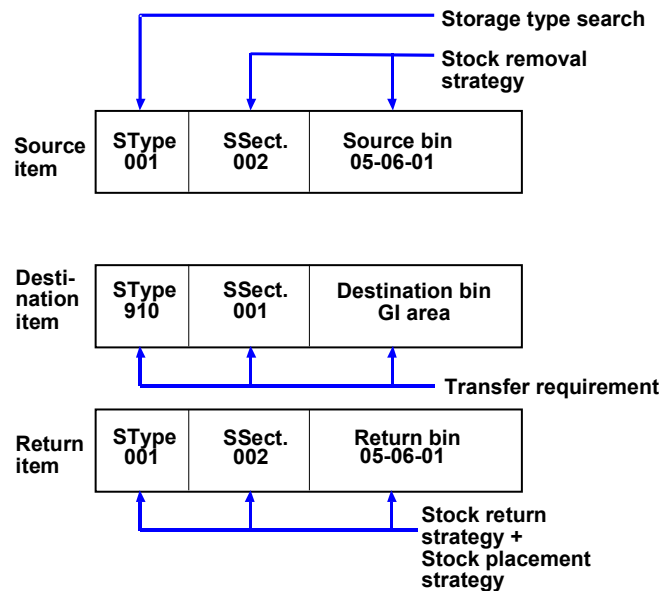 Storage type search
Stock removal
strategy
Source
item
SType
001
SSect.
002
Source bin
05-06-01
Desti-
nation
item
SType
910
SSect.
001
Destination bin
GI area
Transfer requirement
Return
item
SType
001
SSect.
002
Return bin
05-06-01
Stock return
strategy +
Stock placement
strategy